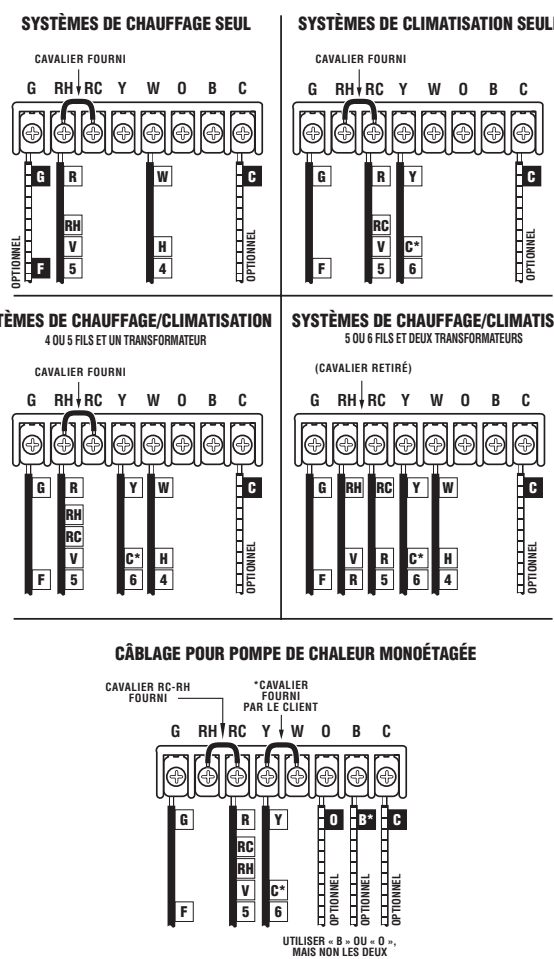 SYSTÈMES DE CHAUFFAGE SEUL
CAVALIER FOURNI
G RH RC Y W O B C
G R W C
RH
V H
F 5 4
OPTIONNEL OPTIONNEL
SYSTÈMES DE CLIMATISATION SEUL
CAVALIER FOURNI
G RH RC Y W O B C
G R Y C
RC
V C*
F 5 6
OPTIONNEL
TÈMES DE CHAUFFAGE/CLIMATISATION
4 OU 5 FILS ET UN TRANSFORMATEUR
CAVALIER FOURNI
G RH RC Y W O B C
G R Y W C
RH
RC
V C* H
F 5 6 4
OPTIONNEL
SYSTÈMES DE CHAUFFAGE/CLIMATIS
5 OU 6 FILS ET DEUX TRANSFORMATEURS
(CAVALIER RETIRÉ)
G RH RC Y W O B C
G RH RC Y W C
V R C* H
F R 5 6 4
OPTIONNEL
CÂBLAGE POUR POMPE DE CHALEUR MONOÉTAGÉE
CAVALIER RC-RH
FOURNI
*CAVALIER
FOURNI
PAR LE CLIENT
G RH RC Y W O B C
G R Y O B* C
RC
RH
V C*
F 5 6
OPTIONNEL OPTIONNEL OPTIONNEL
UTILISER « B » OU « O »,
MAIS NON LES DEUX